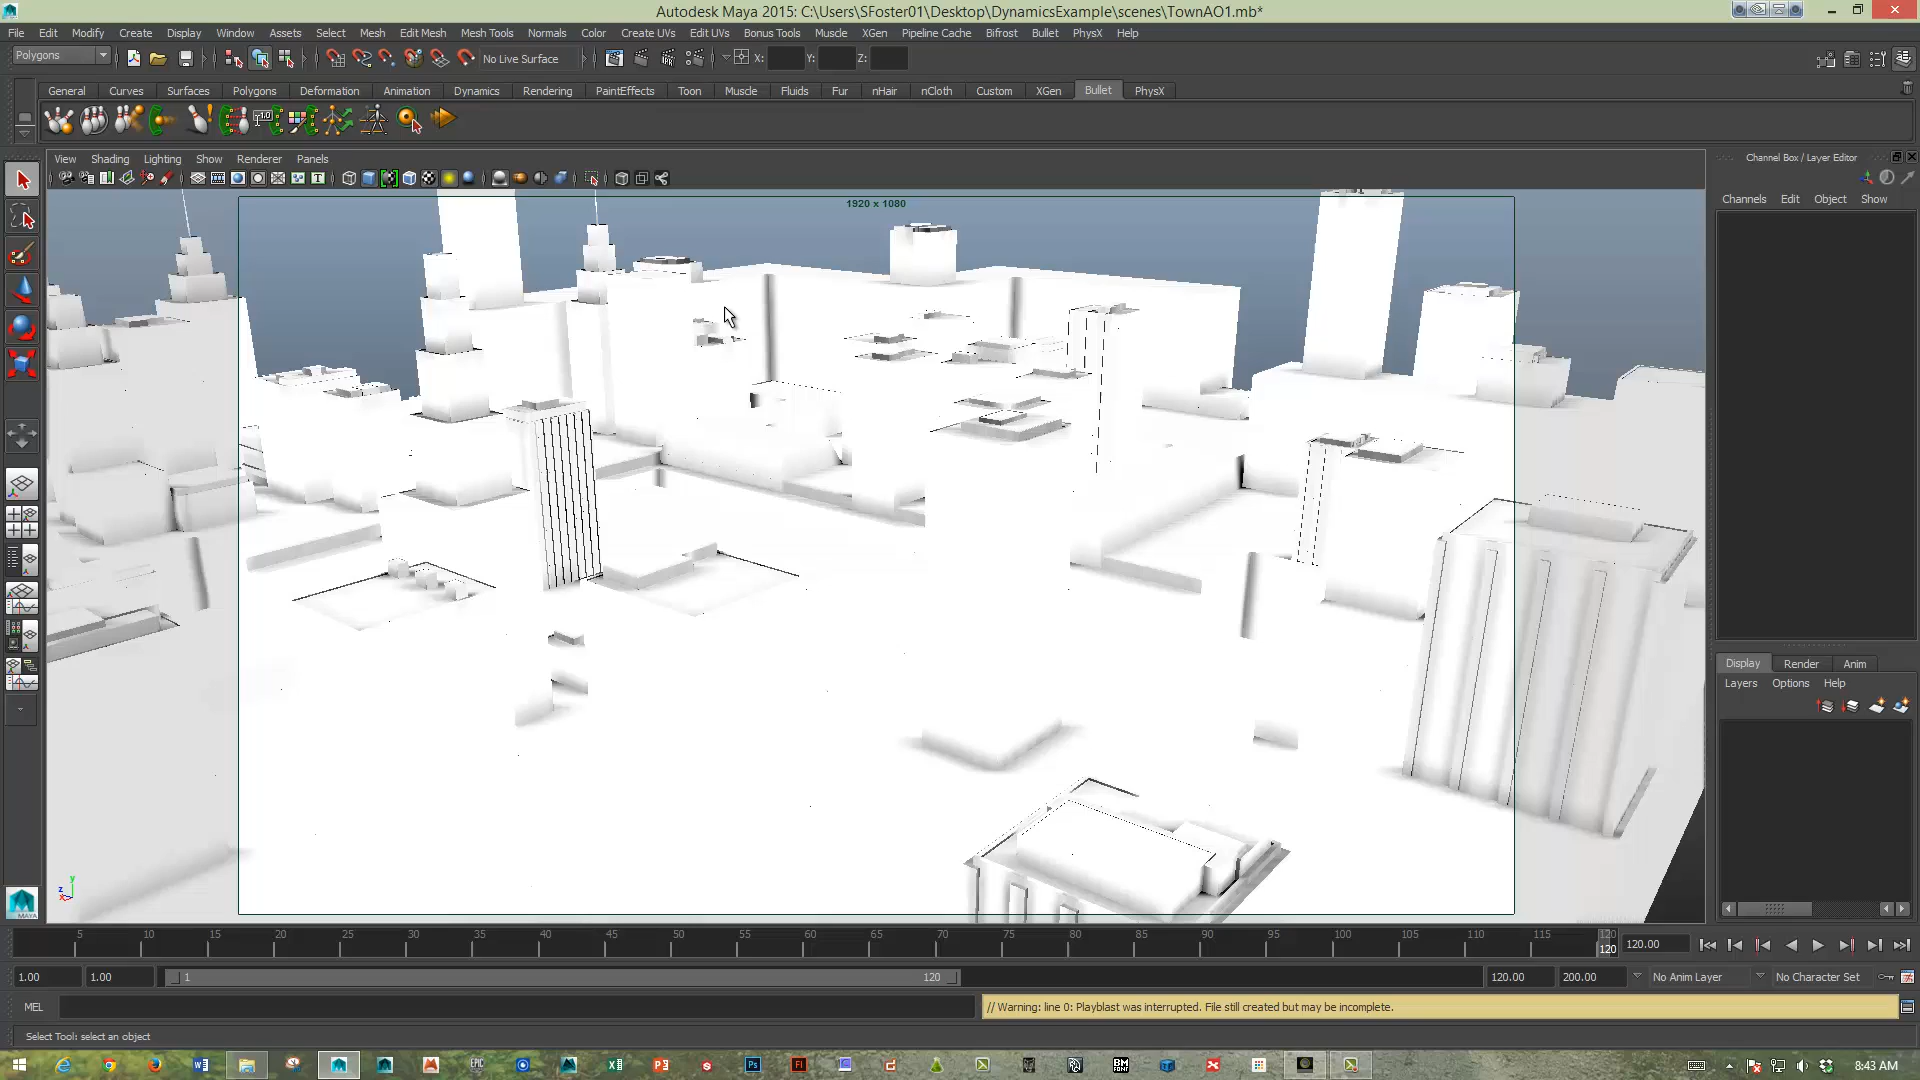 Autodesk Maya 2015: C:\Users\SFoster01\Desktop\DynamicsExample\scenes\TownAO1.mb*
File Edit Modify Create Display Window Assets Select Mesh Edit Mesh Mesh Tools Normals Color Create UVs Edit UVs Bonus Tools Muscle XGen Pipeline Cache Bifrost Bullet PhysX Help
Polygons No Live Surface X: Y: Z:
General Curves Surfaces Polygons Deformation Animation Dynamics Rendering PaintEffects Toon Muscle Fluids Fur nHair nCloth Custom XGen Bullet PhysX
View Shading Lighting Show Renderer Panels
Channel Box / Layer Editor
Channels Edit Object Show
1920 x 1080
Display Render Anim
Layers Options Help
y
z
x
MAYA
5 10 15 20 25 30 35 40 45 50 55 60 65 70 75 80 85 90 95 100 105 110 115 120
120 120.00
1.00 1.00 1 120 120.00 200.00 No Anim Layer No Character Set
MEL // Warning: line 0: Playblast was interrupted. File still created but may be incomplete.
Select Tool: select an object
8:43 AM